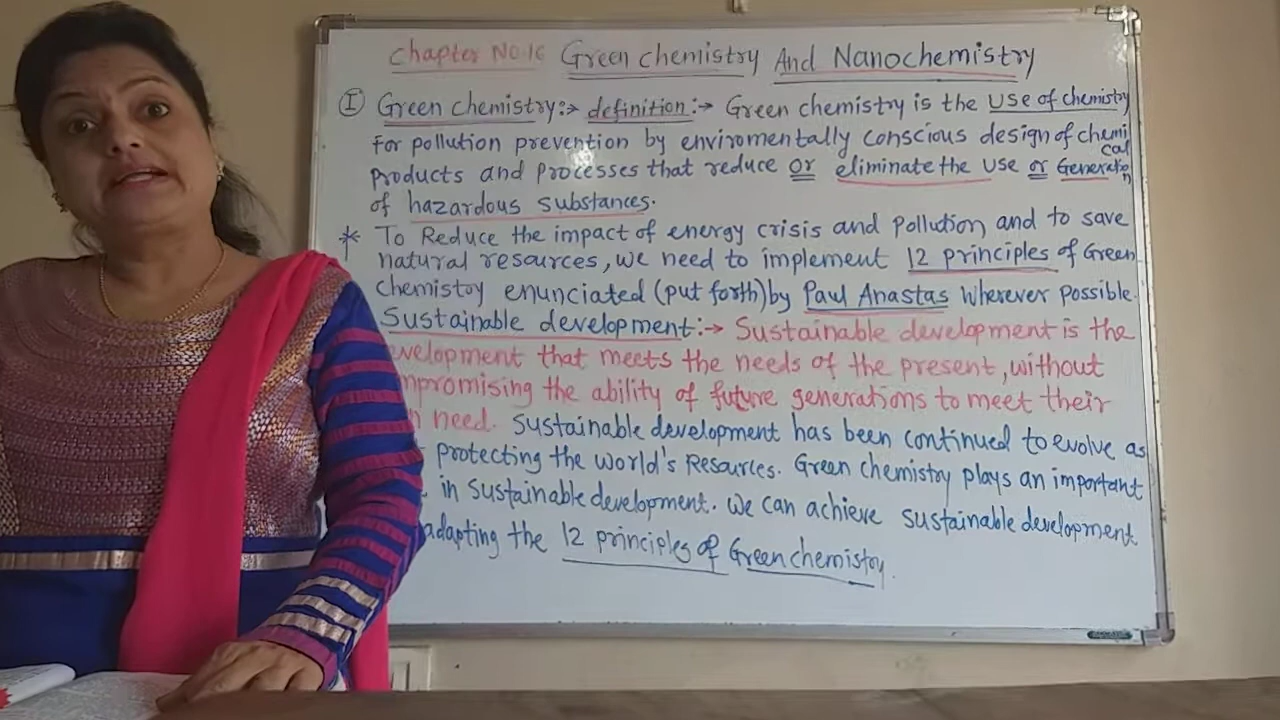 Chapter No.16 Green chemistry And Nanochemistry
I Green chemistry:→ definition:→ Green chemistry is the use of chemistry
for pollution prevention by enviromentally conscious design of chemical
products and processes that reduce or eliminate the use or Generation
of hazardous substances.
* To Reduce the impact of energy crisis and pollution and to save
natural resources, we need to implement 12 principles of Green
chemistry enunciated (put forth) by Paul Anastas wherever possible.
Sustainable development:→ Sustainable development is the
evelopment that meets the needs of the present, without
mpromising the ability of future generations to meet their
need. Sustainable development has been continued to evolve as
protecting the world's Resources. Green chemistry plays an important
in sustainable development. We can achieve sustainable development
adapting the 12 principles of Green chemistry.